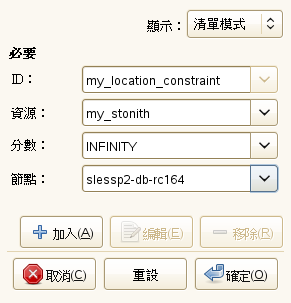 顯示： 清單模式
必要
ID： my_location_constraint
資源： my_stonith
分數： INFINITY
節點： slessp2-db-rc164
加入(A) 編輯(E) 移除(R)
取消(C) 重設 確定(O)